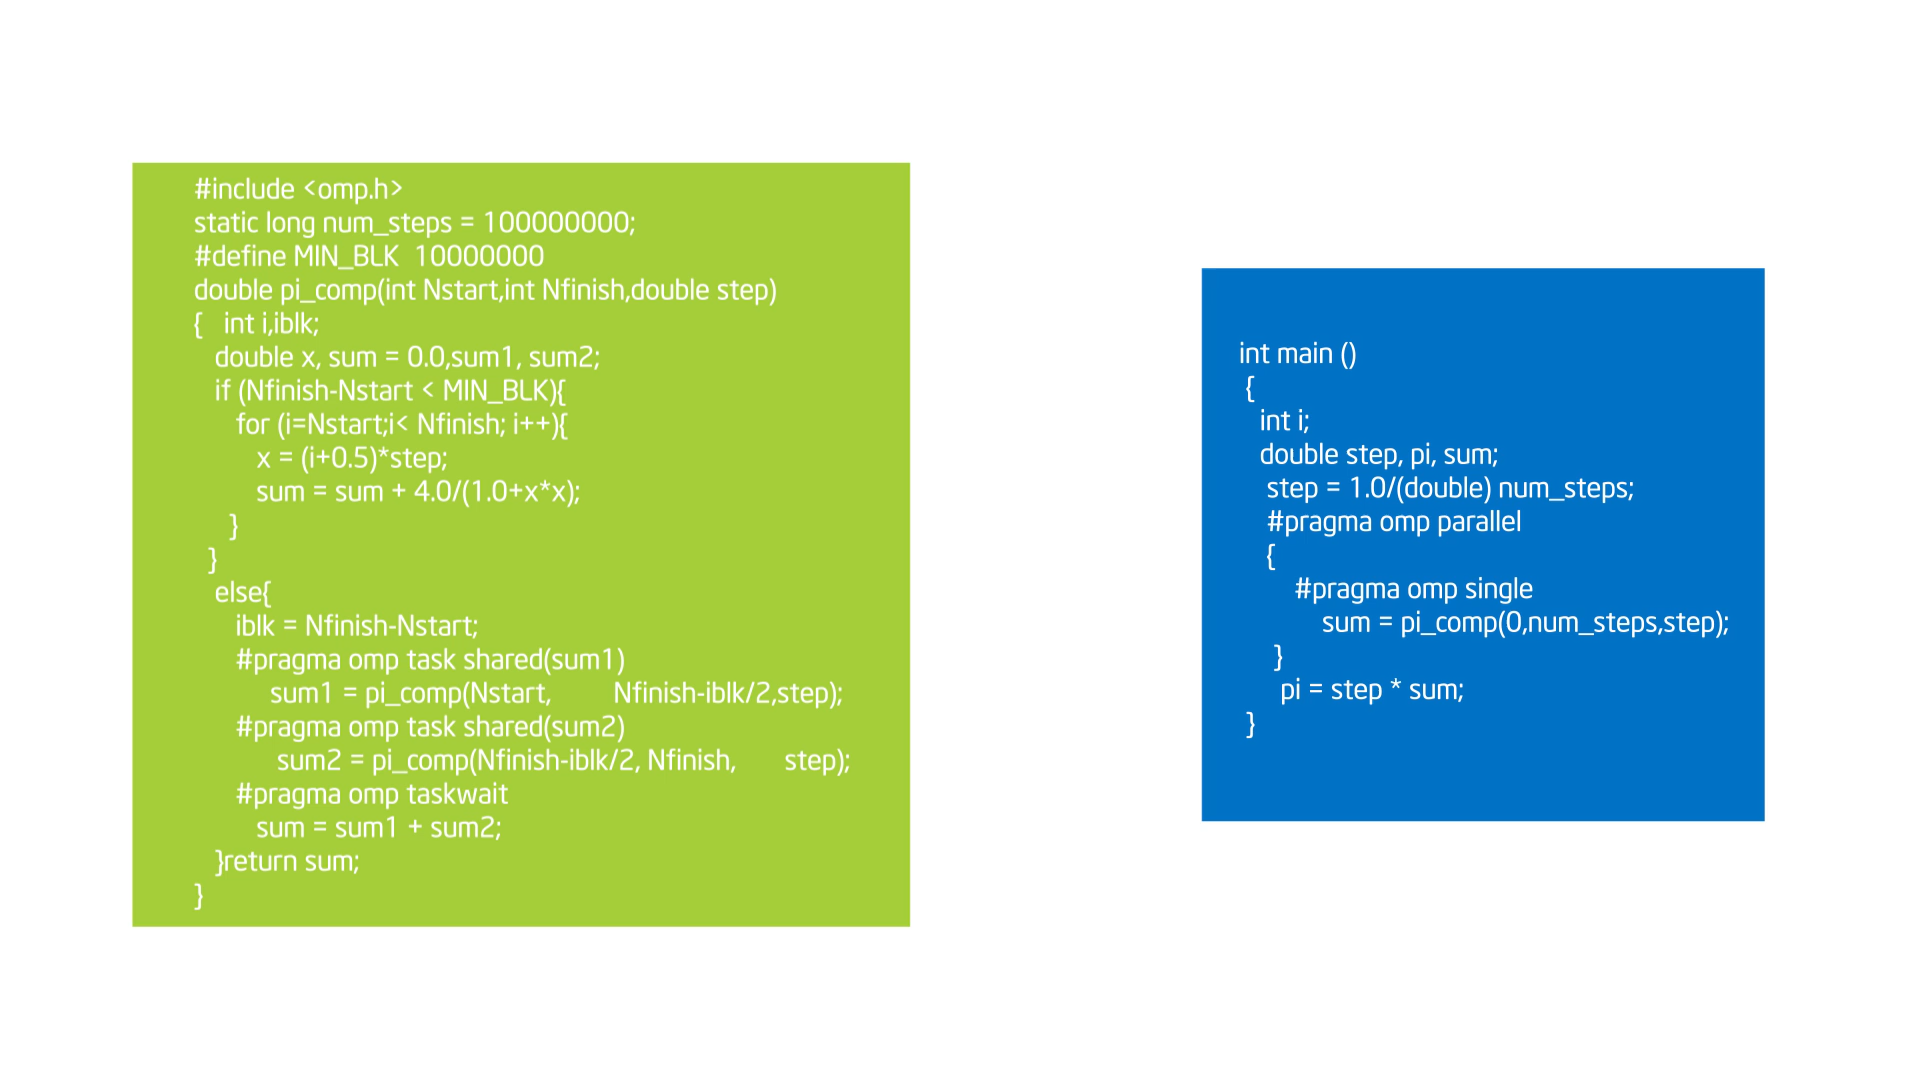 #include <omp.h>
static long num_steps = 100000000;
#define MIN_BLK  10000000
double pi_comp(int Nstart,int Nfinish,double step)
{   int i,iblk;
   double x, sum = 0.0,sum1, sum2;
   if (Nfinish-Nstart < MIN_BLK){
      for (i=Nstart;i< Nfinish; i++){
         x = (i+0.5)*step;
         sum = sum + 4.0/(1.0+x*x);
     }
  }
   else{
      iblk = Nfinish-Nstart;
      #pragma omp task shared(sum1)
           sum1 = pi_comp(Nstart,         Nfinish-iblk/2,step);
      #pragma omp task shared(sum2)
            sum2 = pi_comp(Nfinish-iblk/2, Nfinish,       step);
      #pragma omp taskwait
         sum = sum1 + sum2;
   }return sum;
}
int main ()
 {
   int i;
   double step, pi, sum;
    step = 1.0/(double) num_steps;
    #pragma omp parallel
    {
        #pragma omp single
            sum = pi_comp(0,num_steps,step);
     }
      pi = step * sum;
 }